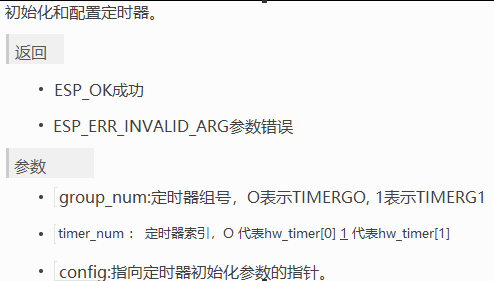 初始化和配置定时器。
返回
• ESP_OK成功
• ESP_ERR_INVALID_ARG参数错误
参数
• group_num:定时器组号，O表示TIMERGO, 1表示TIMERG1
• timer_num ： 定时器索引，O 代表hw_timer[0] 1 代表hw_timer[1]
• config:指向定时器初始化参数的指针。